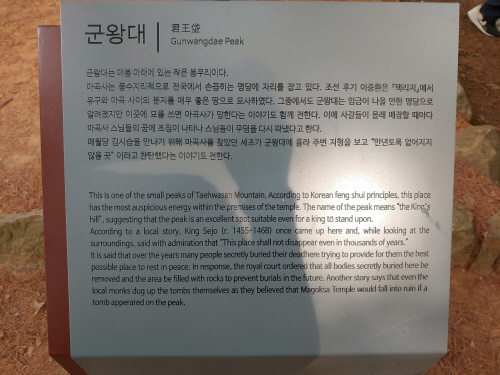 군왕대
君王垈
Gunwangdae Peak
군왕대는 마봄 아래에 있는 작은 봉우리이다.
마곡사는 풍수지리적으로 전국에서 손꼽히는 명당에 자리를 잡고 있다. 조선 후기 이중환은 『택리지』에서
유구와 마곡 사이의 분지를 매우 좋은 땅으로 묘사하였다. 그중에서도 군왕대는 임금이 나올 만한 명당으로
알려졌지만 이곳에 묘를 쓰면 마곡사가 망한다는 이야기도 함께 전한다. 이에 사람들이 몰래 매장할 때마다
마곡사 스님들의 꿈에 조짐이 나타나 스님들이 무덤을 다시 파냈다고 한다.
매월당 김시습을 만나기 위해 마곡사를 찾았던 세조가 군왕대에 올라 주변 지형을 보고 “만년토록 없어지지
않을 곳” 이라고 찬탄했다는 이야기도 전한다.
This is one of the small peaks of Taehwasan Mountain. According to Korean feng shui principles, this place
has the most auspicious energy within the premises of the temple. The name of the peak means "the King's
hill", suggesting that the peak is an excellent spot suitable even for a king to stand upon.
According to a local story, King Sejo (r. 1455-1468) once came up here and, while looking at the
surroundings, said with admiration that "This place shall not disappear even in thousands of years."
It is said that over the years many people secretly buried their deadhere trying to provide for them the best
possible place to rest in peace. In response, the royal court ordered that all bodies secretly buried here be
removed and the area be filled with rocks to prevent burials in the future. Another story says that even the
local monks dug up the tombs themselves as they believed that Magoksa Temple would fall into ruin if a
tomb apperared on the peak.